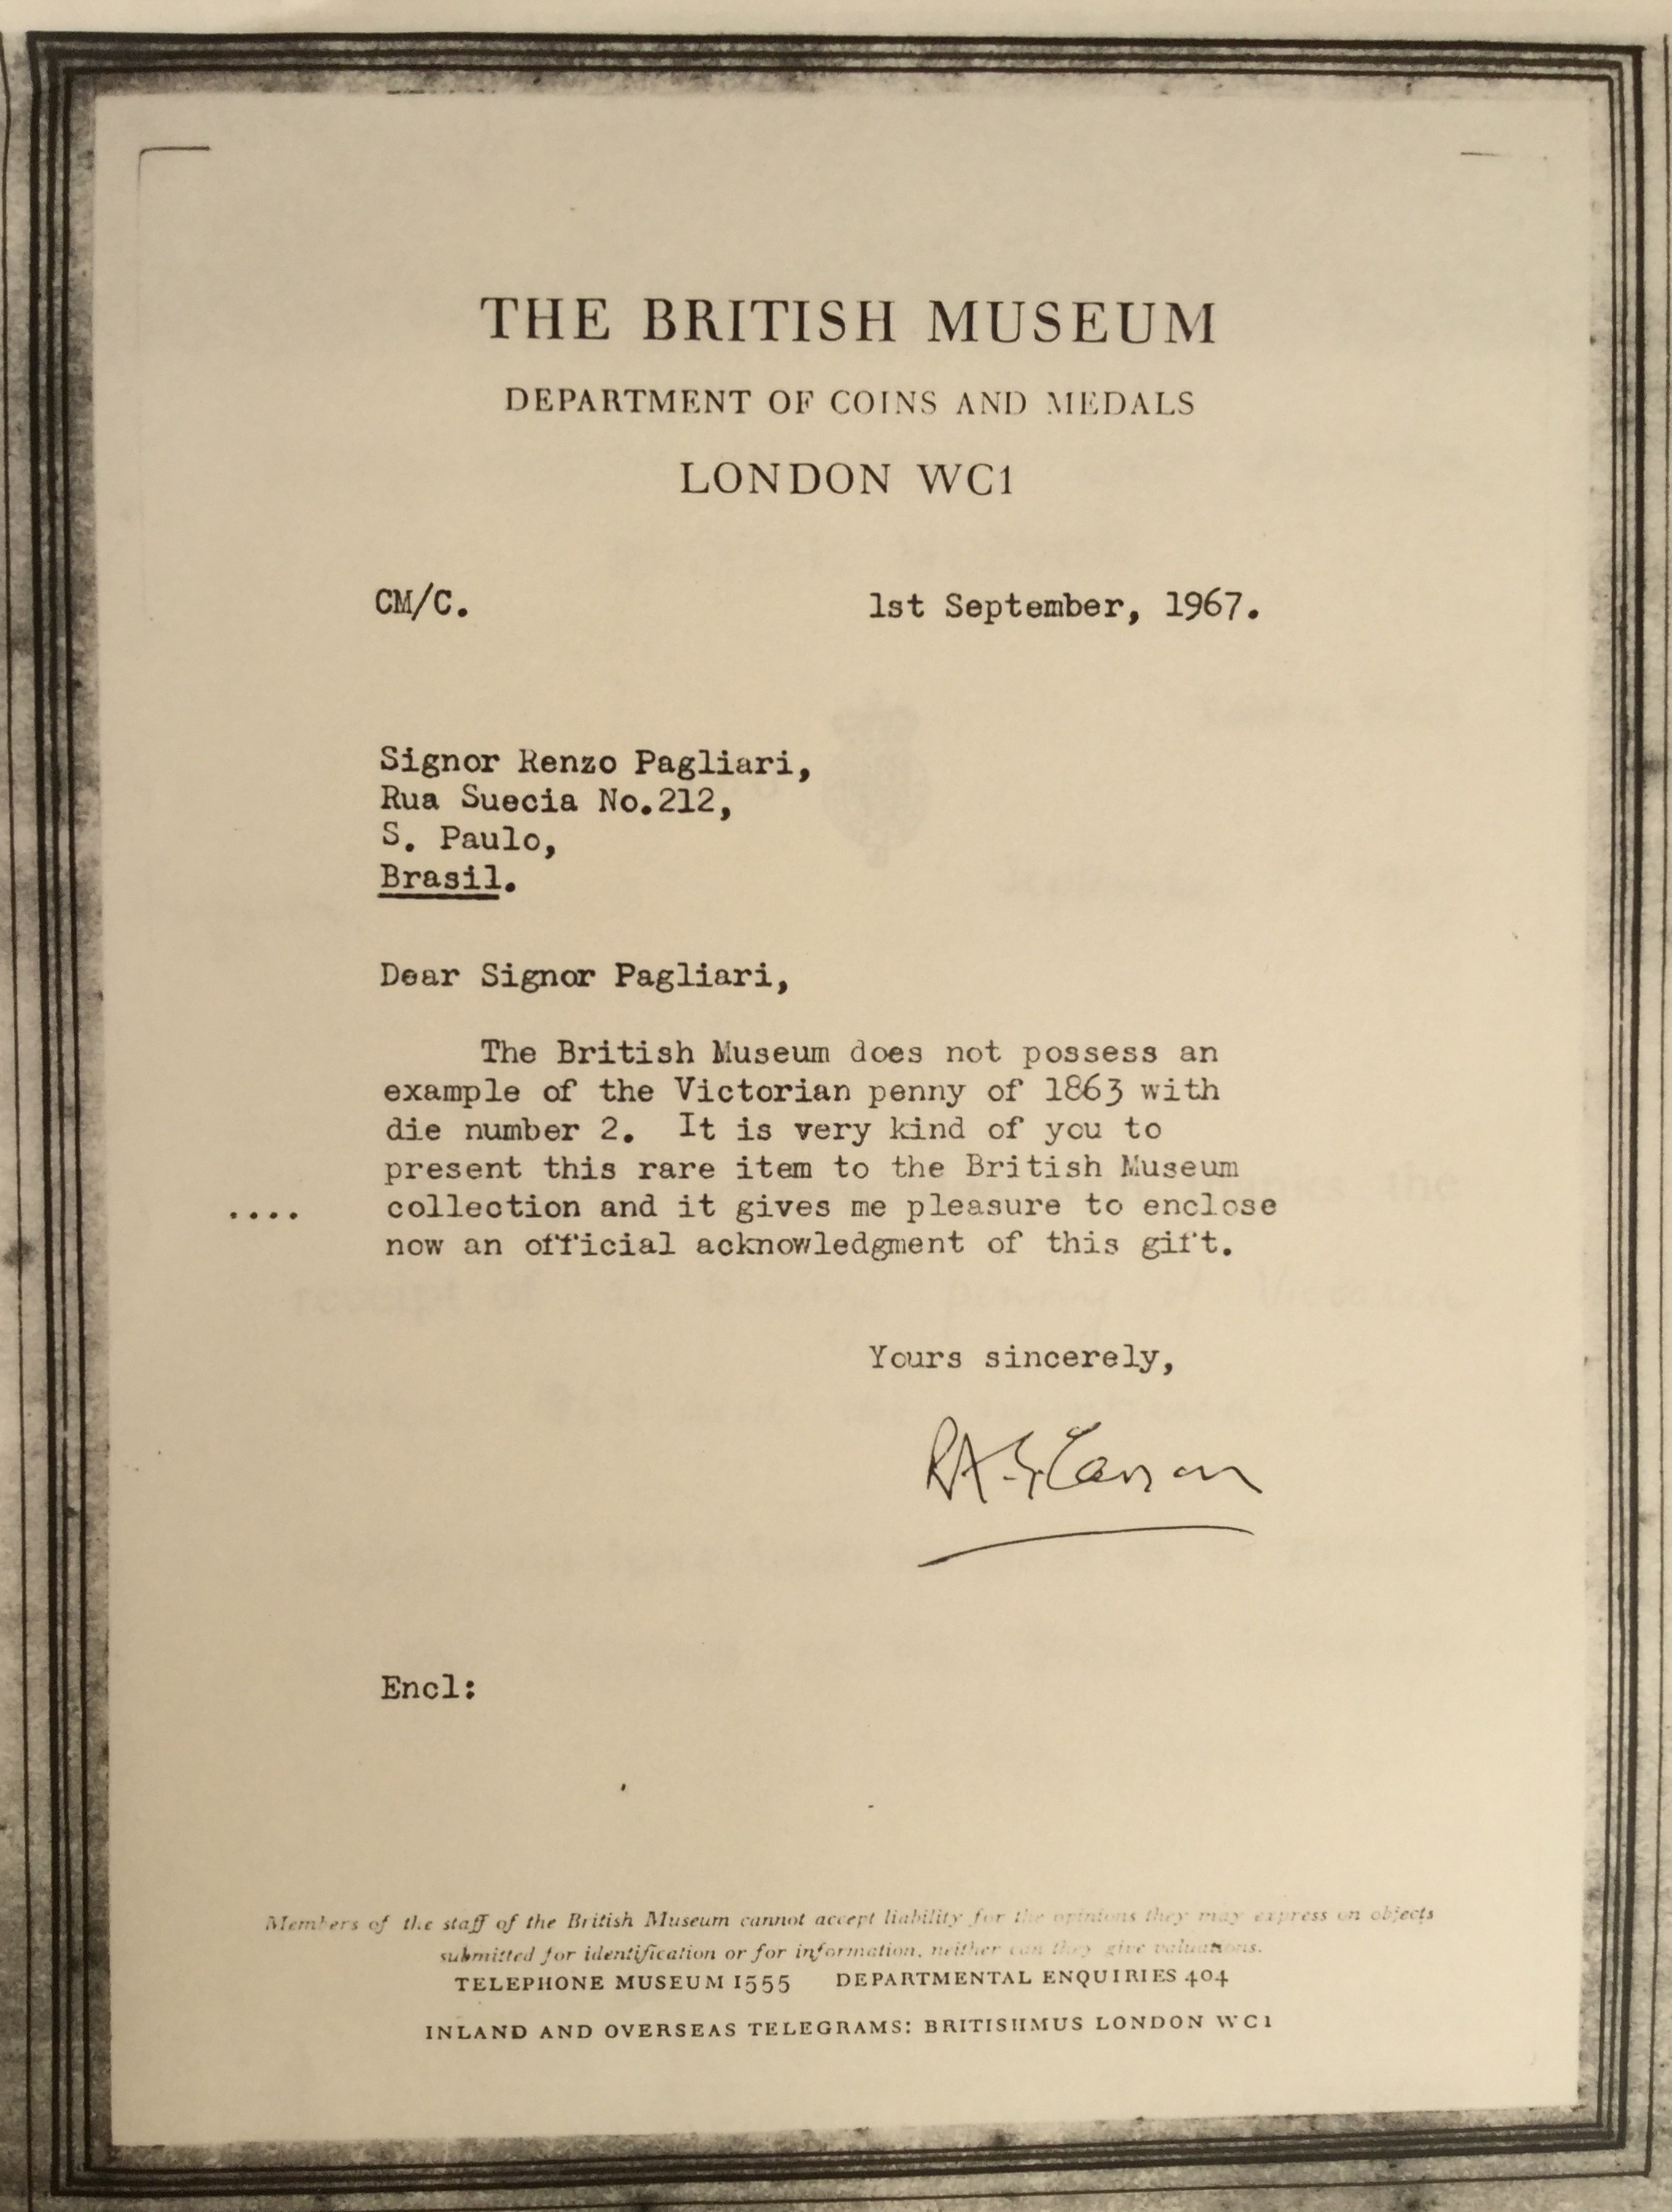 THE BRITISH MUSEUM
DEPARTMENT OF COINS AND MEDALS
LONDON WC1
CM/C. 1st September, 1967.
Signor Renzo Pagliari,
Rua Suecia No.212,
S. Paulo,
Brasil.
Dear Signor Pagliari,
The British Museum does not possess an
example of the Victorian penny of 1863 with
die number 2. It is very kind of you to
present this rare item to the British Museum
.... collection and it gives me pleasure to enclose
now an official acknowledgment of this gift.
Yours sincerely,
RAG Carson
Encl:
Members of the staff of the British Museum cannot accept liability for the opinions they may express on objects
submitted for identification or for information, neither can they give valuations.
TELEPHONE MUSEUM 1555 DEPARTMENTAL ENQUIRIES 404
INLAND AND OVERSEAS TELEGRAMS: BRITISHMUS LONDON WC1